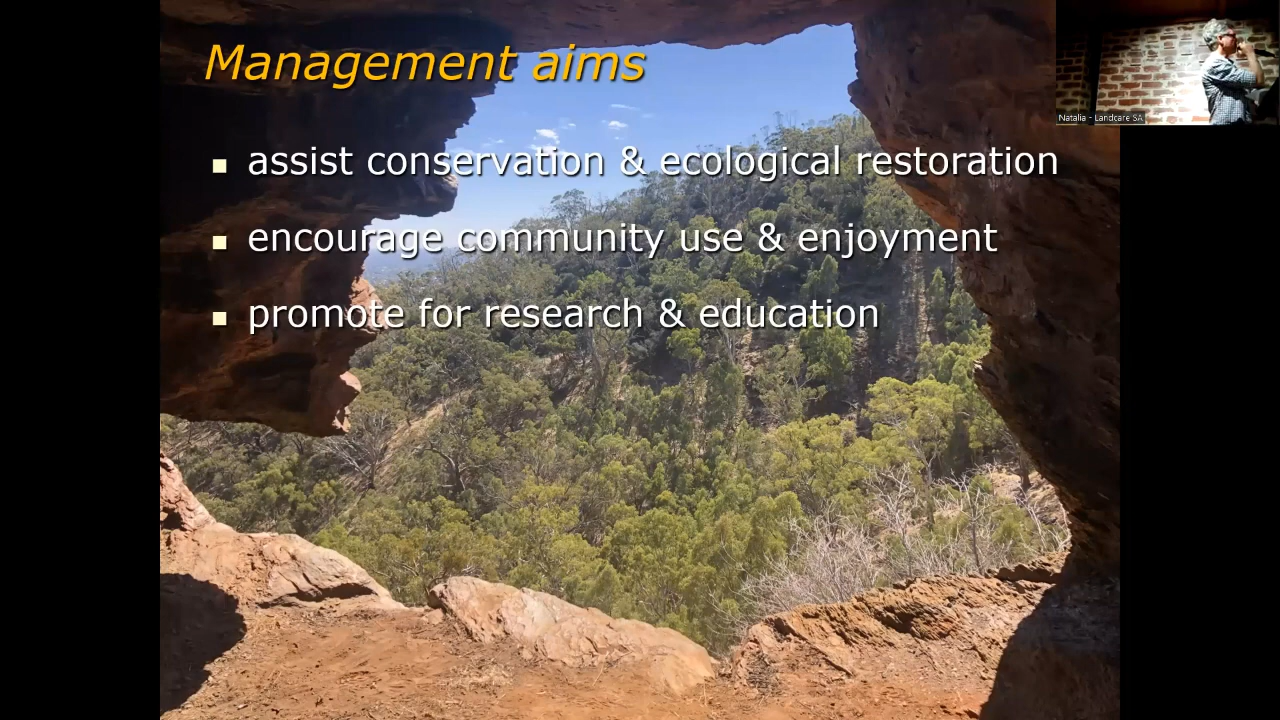 Management aims
assist conservation & ecological restoration
encourage community use & enjoyment
promote for research & education
Natalia - Landcare SA